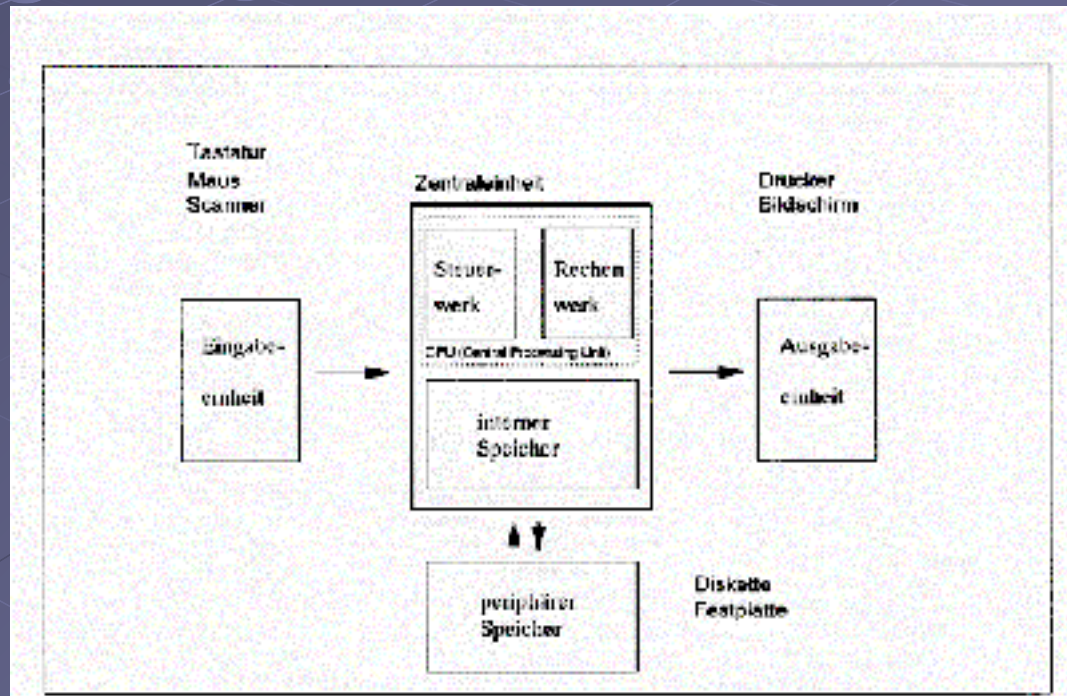 Tastatur
Maus
Scanner
Zentraleinheit
Drucker
Bildschirm
Steuer-
werk
Rechen
werk
CPU (Central Processing Unit)
Eingabe-
einheit
Ausgabe-
einheit
interner
Speicher
periphärer
Speicher
Diskette
Festplatte